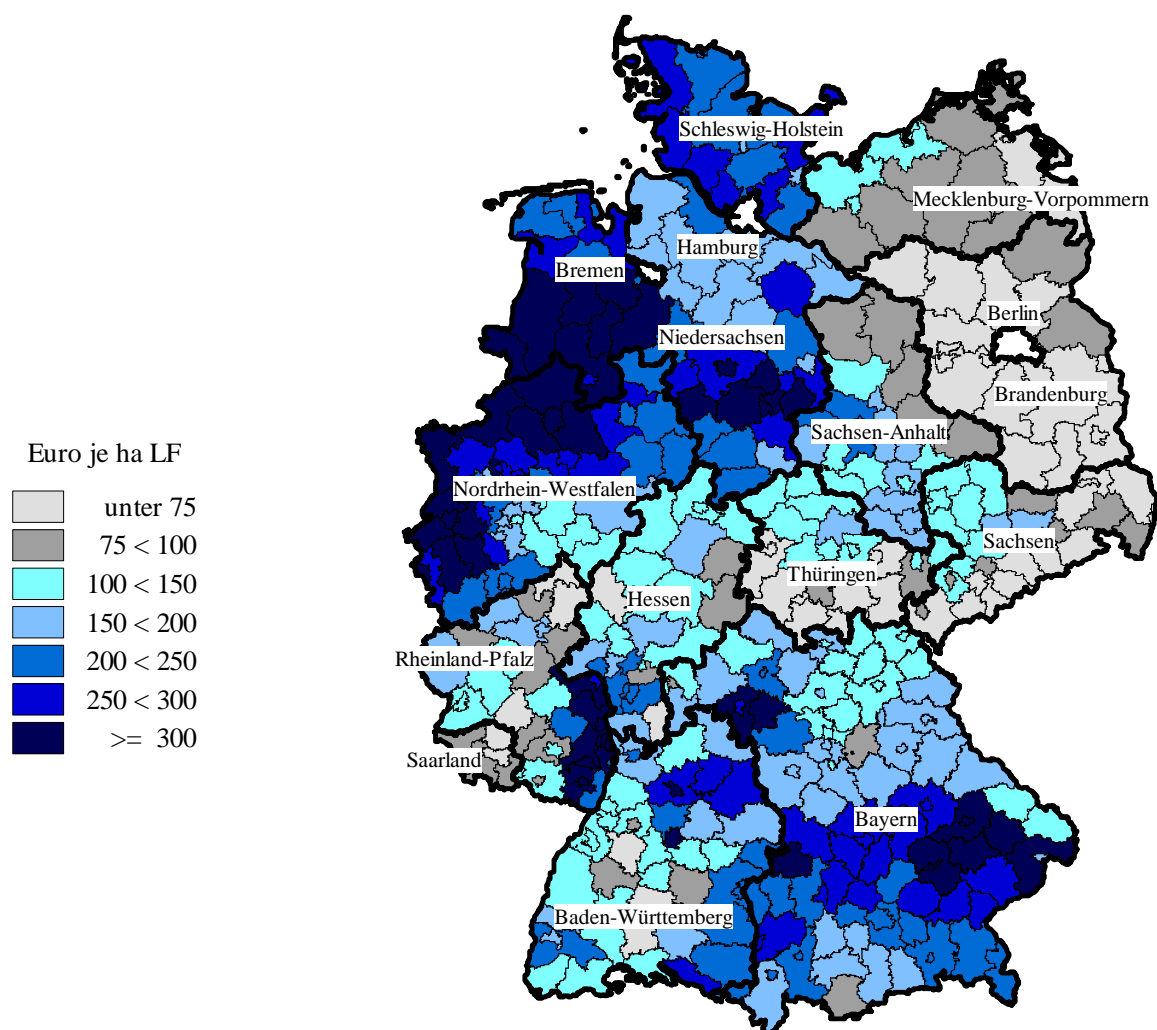 Schleswig-Holstein
Mecklenburg-Vorpommern
Hamburg
Bremen
Berlin
Niedersachsen
Brandenburg
Sachsen-Anhalt
Euro je ha LF
unter 75
75 < 100
100 < 150
150 < 200
200 < 250
250 < 300
>= 300
Nordrhein-Westfalen
Sachsen
Thüringen
Hessen
Rheinland-Pfalz
Saarland
Bayern
Baden-Württemberg